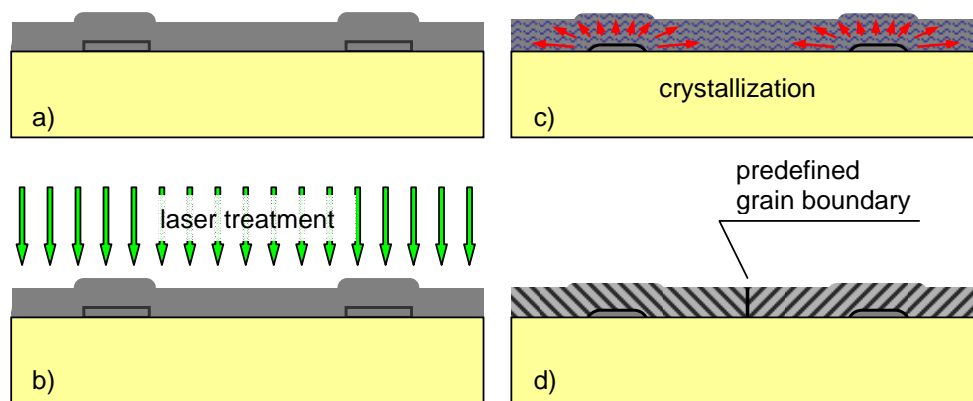 a)
laser treatment
b)
crystallization
c)
predefined
grain boundary
d)